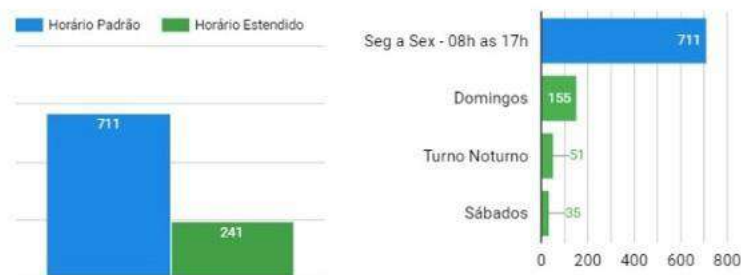 Horário Padrão
Horário Estendido
711
241
Seg a Sex - 08h as 17h
711
Domingos
155
Turno Noturno
51
Sábados
35
0 200 400 600 800